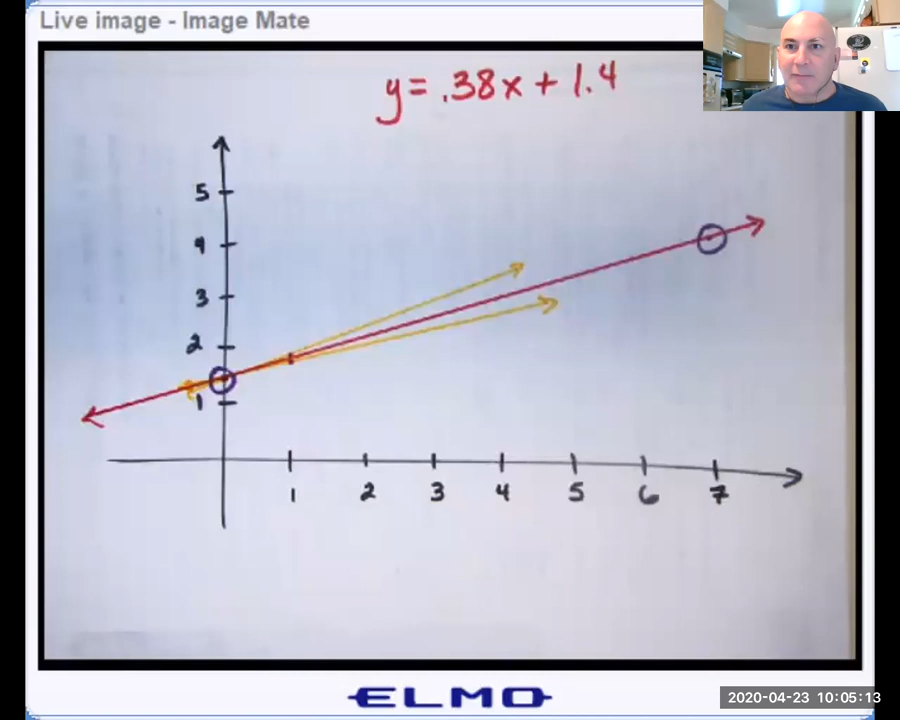 Live image - Image Mate
y = .38x + 1.4
5
4
3
2
1
1 2 3 4 5 6 7
ELMO
2020-04-23 10:05:13